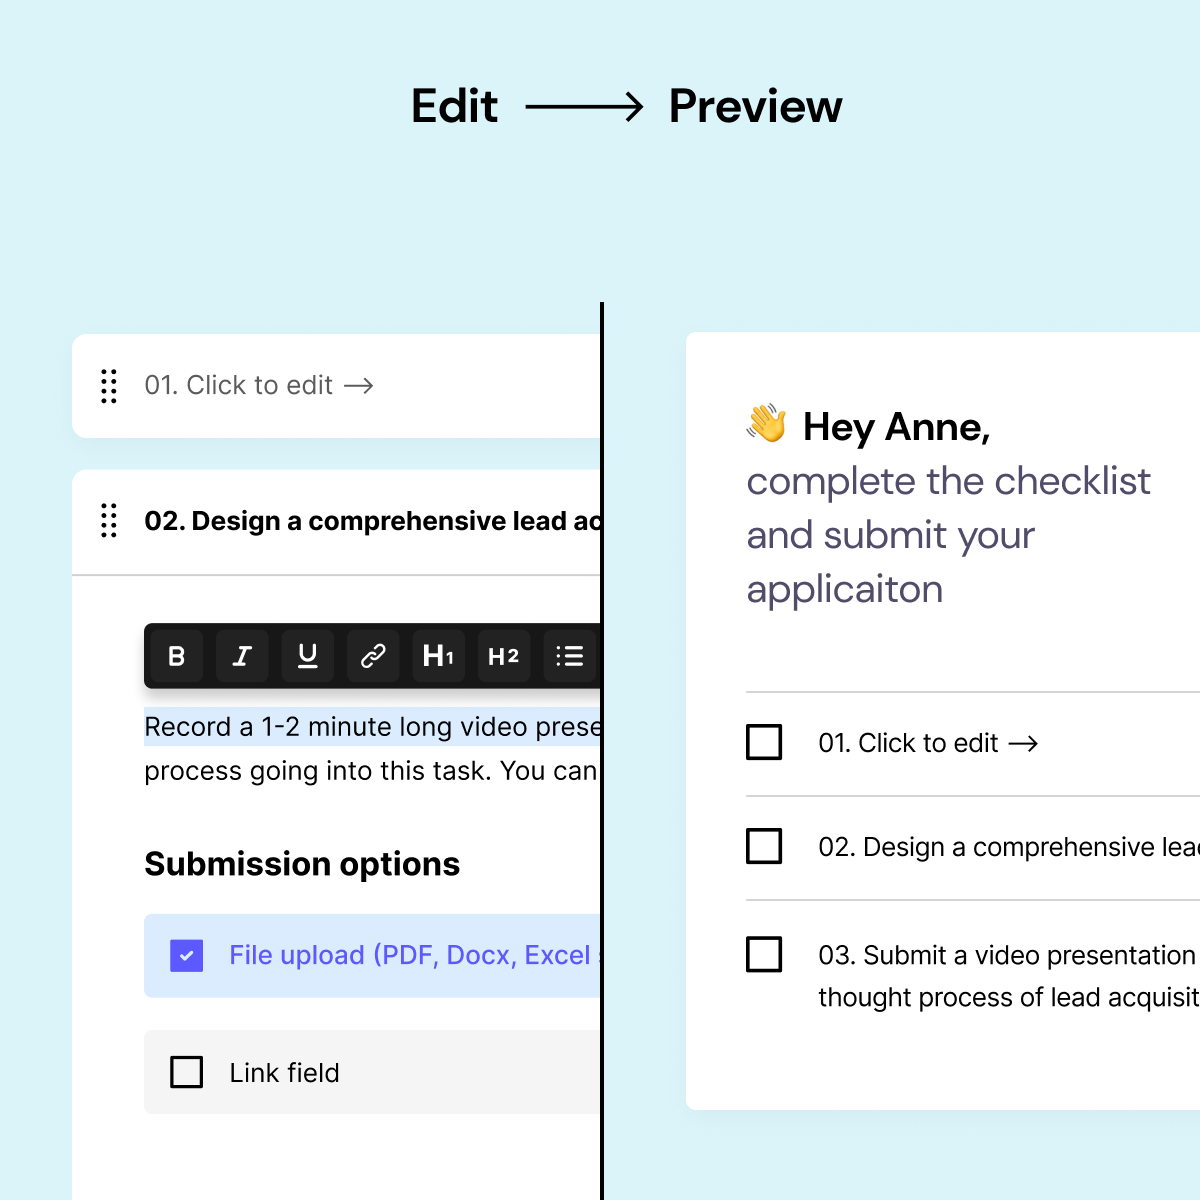 Edit → Preview
01. Click to edit →
02. Design a comprehensive lead ac
B I U H1 H2
Record a 1-2 minute long video prese
process going into this task. You can
Submission options
File upload (PDF, Docx, Excel
Link field
👋 Hey Anne,
complete the checklist
and submit your
applicaiton
01. Click to edit →
02. Design a comprehensive lea
03. Submit a video presentation
thought process of lead acquisit